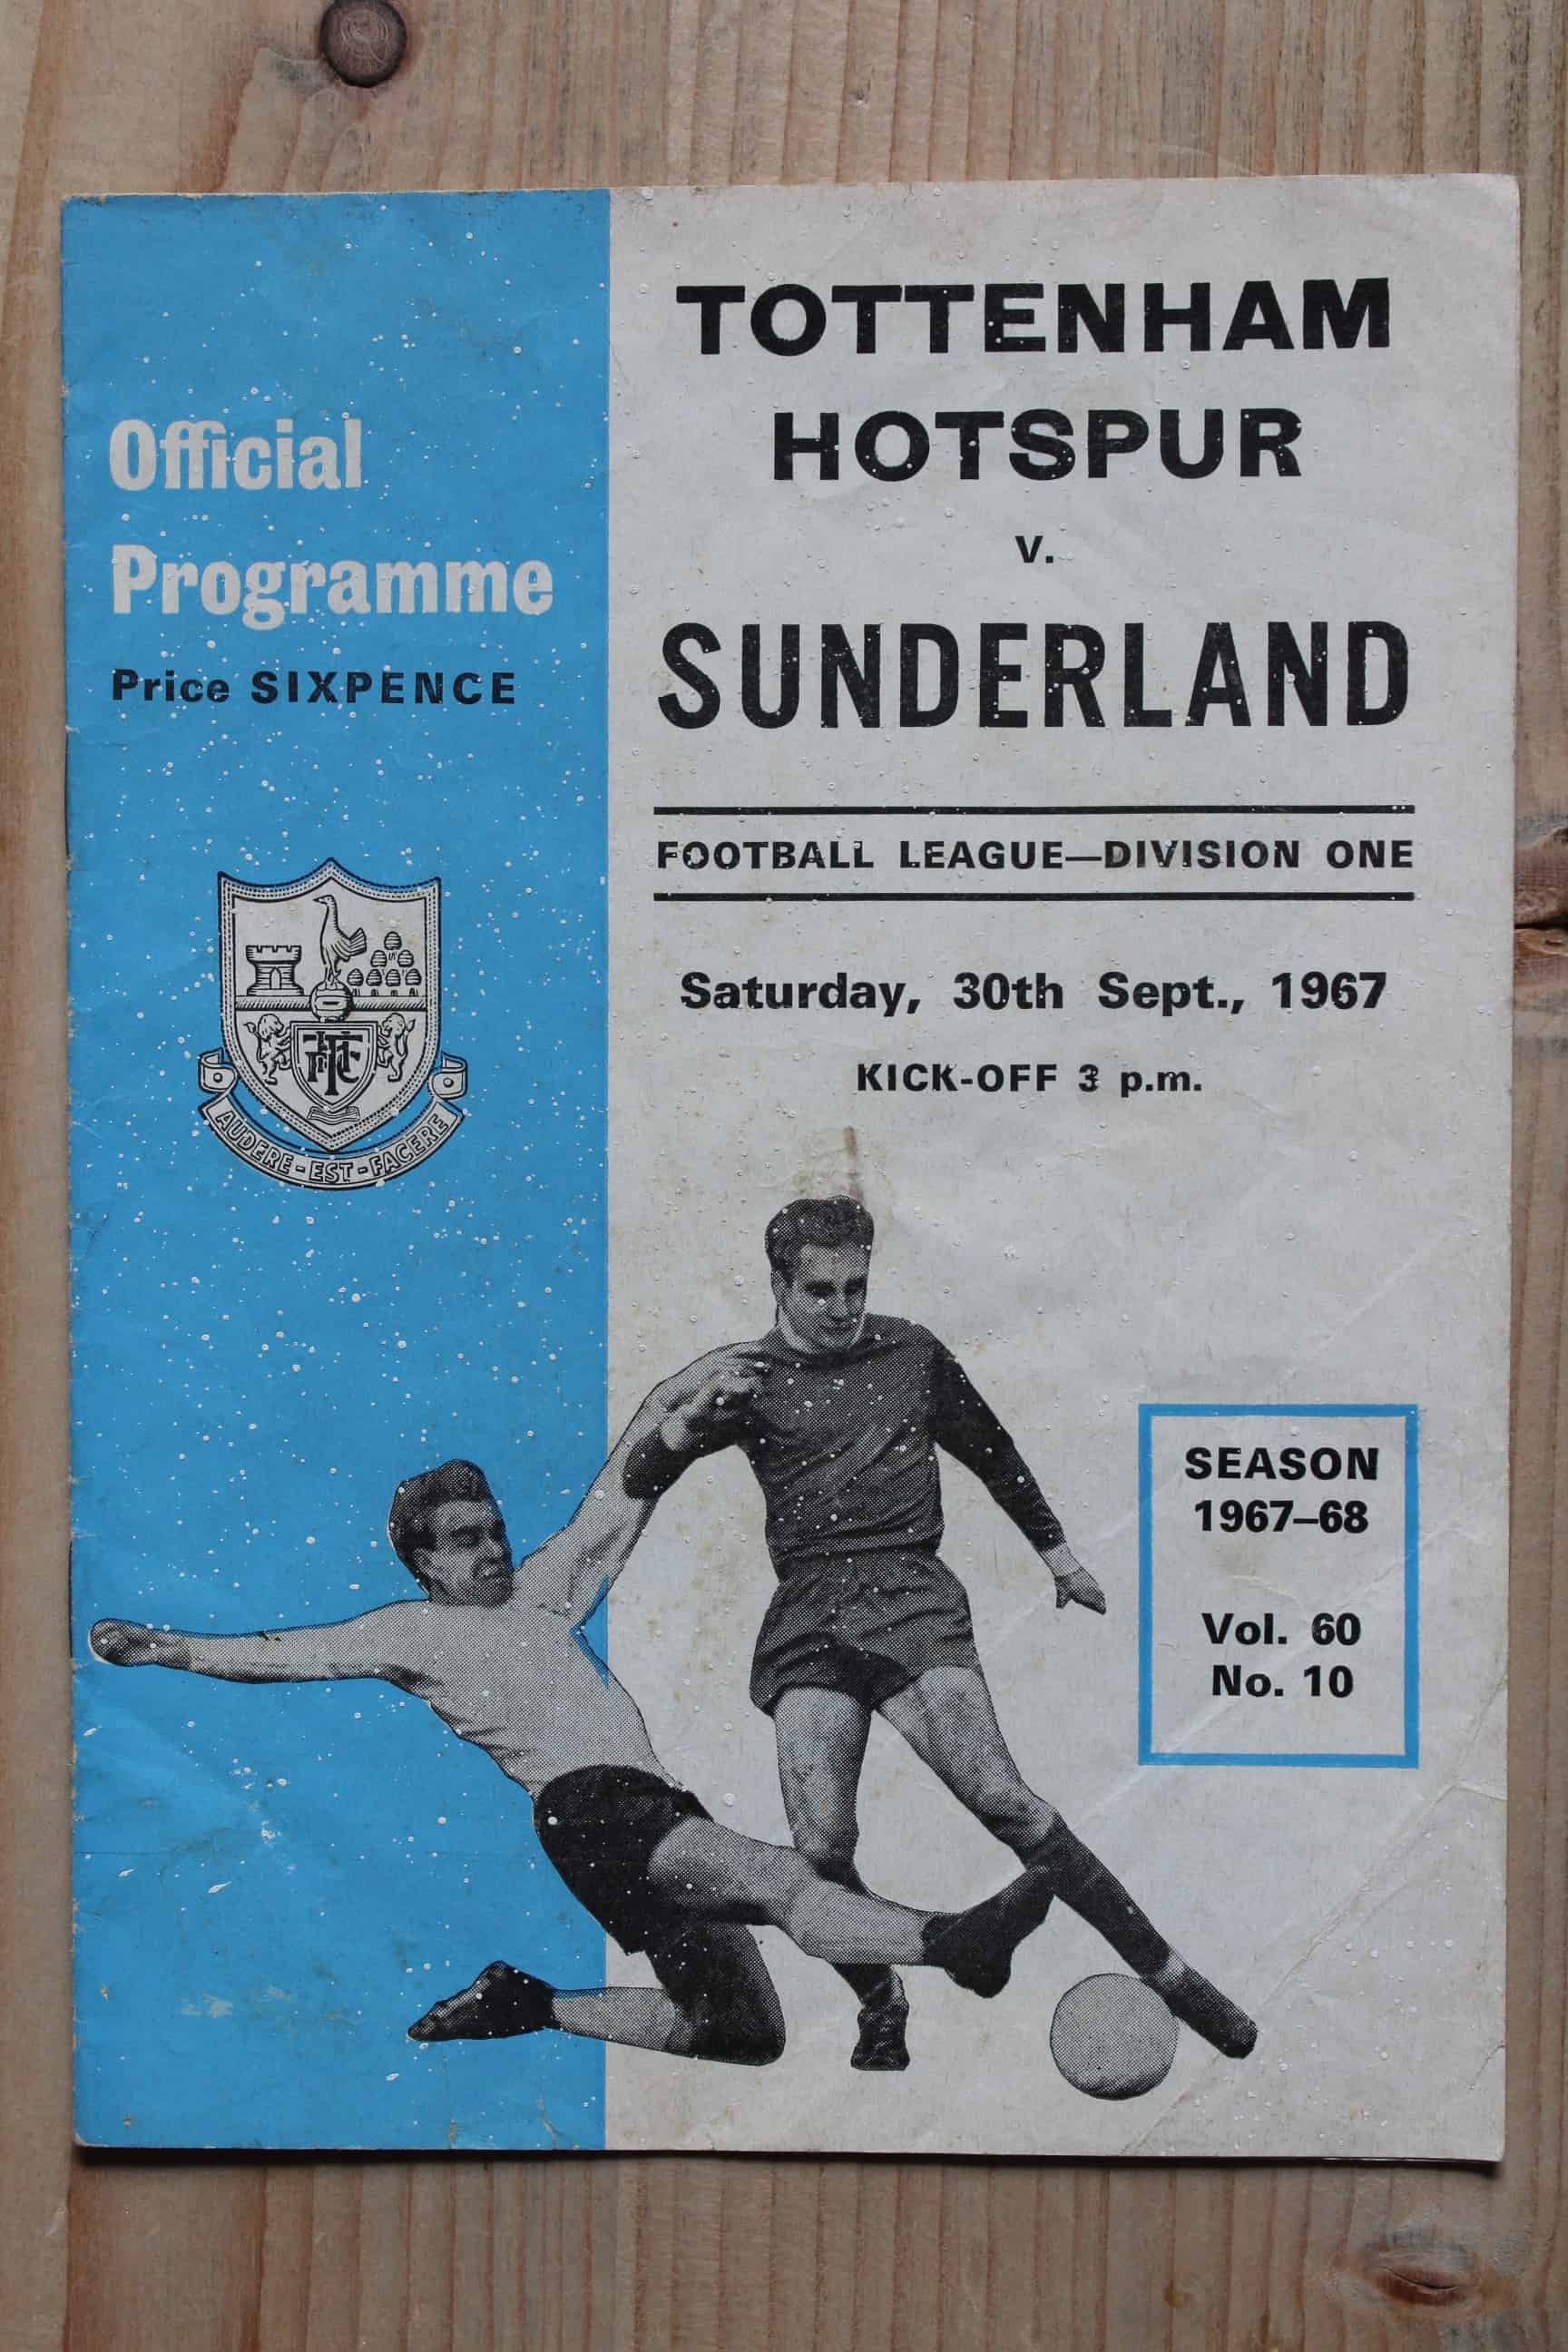 Official
Programme
Price SIXPENCE
AUDERE - EST - FACERE
TOTTENHAM
HOTSPUR
v.
SUNDERLAND
FOOTBALL LEAGUE—DIVISION ONE
Saturday, 30th Sept., 1967
KICK-OFF 3 p.m.
SEASON
1967–68
Vol. 60
No. 10